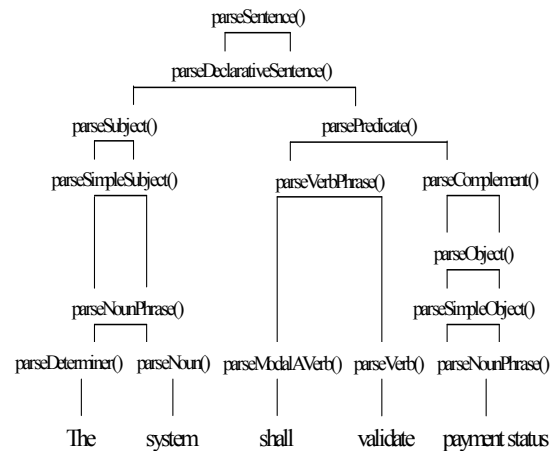 parseSentence()
parseDeclarativeSentence()
parseSubject() parsePredicate()
parseSimpleSubject() parseVerbPhrase() parseComplement()
parseObject()
parseNounPhrase() parseSimpleObject()
parseDeterminer() parseNoun() parseModalAVerb() parseVerb() parseNounPhrase()
The system shall validate payment status